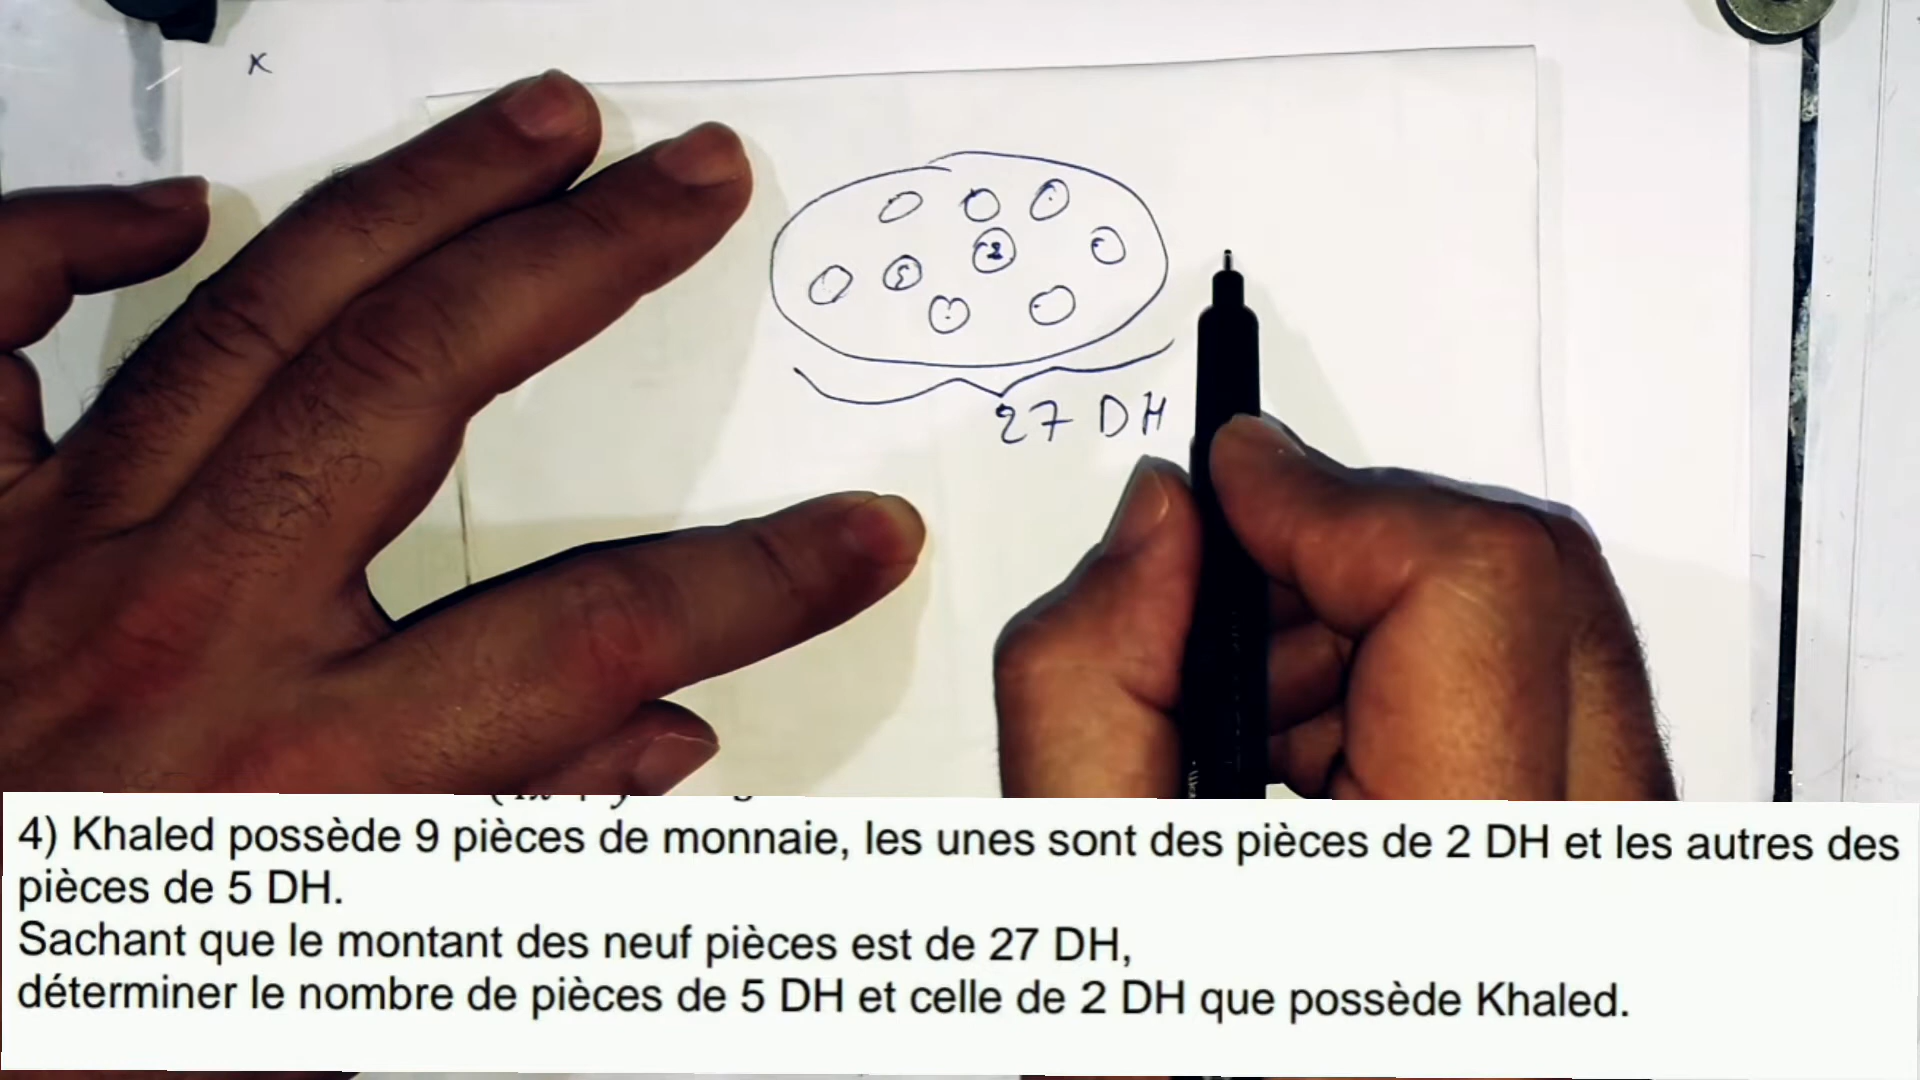 x
5
2
27 DH
4) Khaled possède 9 pièces de monnaie, les unes sont des pièces de 2 DH et les autres des
pièces de 5 DH.
Sachant que le montant des neuf pièces est de 27 DH,
déterminer le nombre de pièces de 5 DH et celle de 2 DH que possède Khaled.